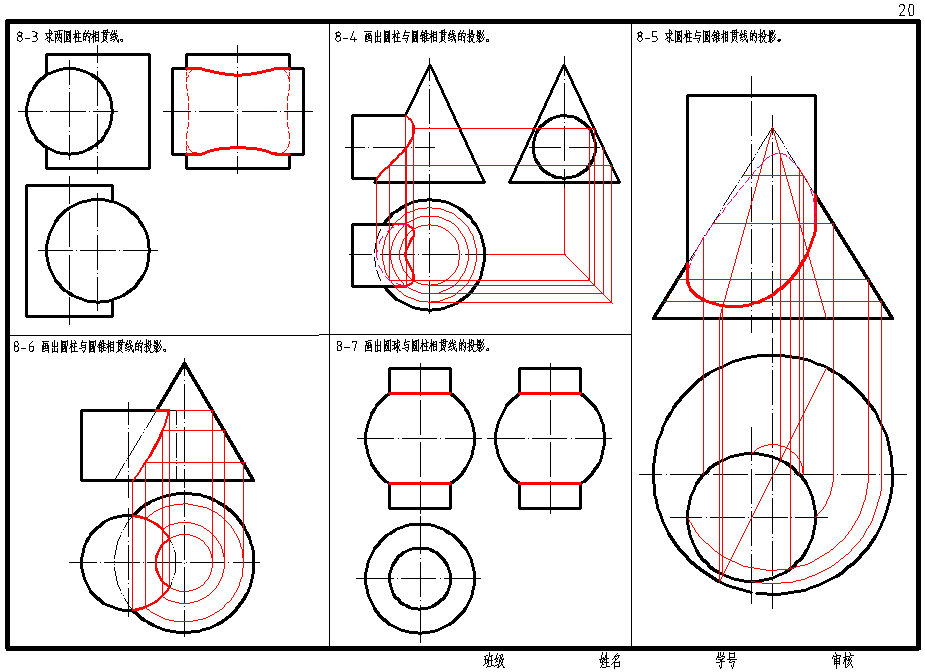 20
8-3 求两圆柱的相贯线。
8-4 画出圆柱与圆锥相贯线的投影。
8-5 求圆柱与圆锥相贯线的投影。
8-6 画出圆柱与圆锥相贯线的投影。
8-7 画出圆球与圆柱相贯线的投影。
班级 姓名 学号 审核